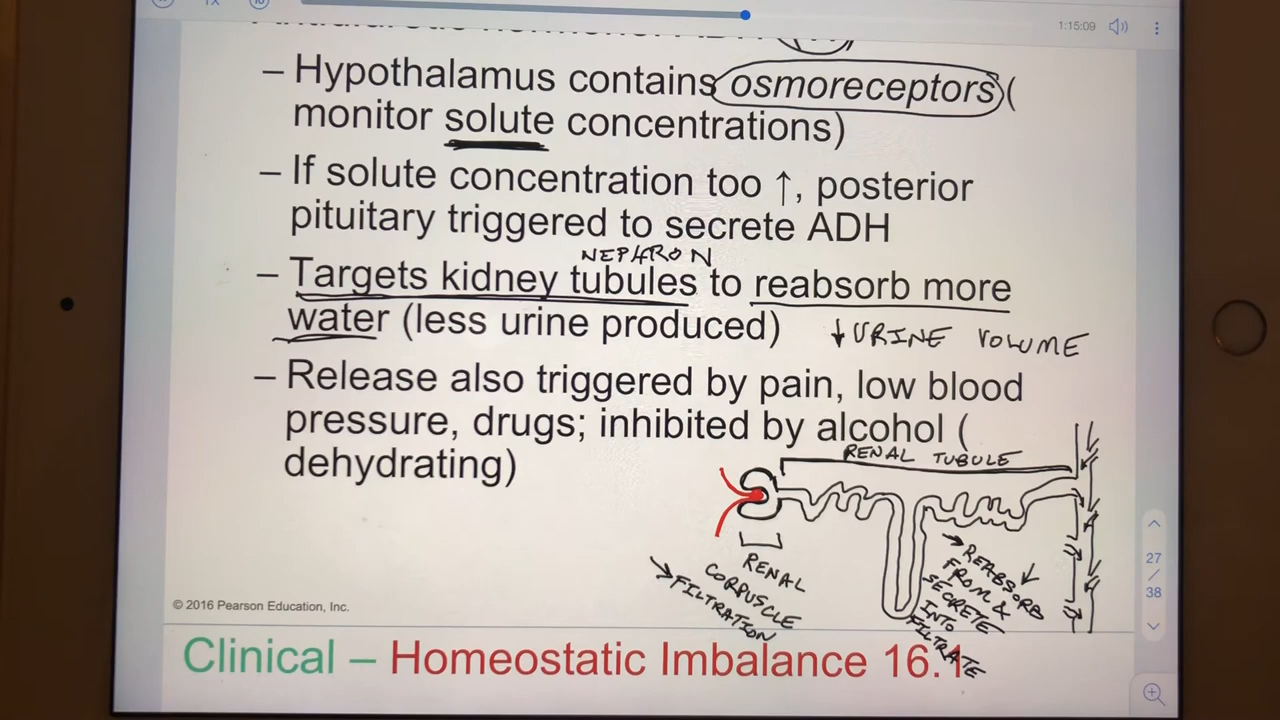 1x
10
1:15:09
– Hypothalamus contains osmoreceptors (
monitor solute concentrations)
– If solute concentration too ↑, posterior
pituitary triggered to secrete ADH
NEPHRON
– Targets kidney tubules to reabsorb more
water (less urine produced) ↓ URINE VOLUME
– Release also triggered by pain, low blood
pressure, drugs; inhibited by alcohol (
dehydrating)
RENAL TUBULE
RENAL
CORPUSCLE
→ FILTRATION
→ REABSORB
FROM &
SECRETE
INTO
FILTRATE
27
/
38
© 2016 Pearson Education, Inc.
Clinical – Homeostatic Imbalance 16.1